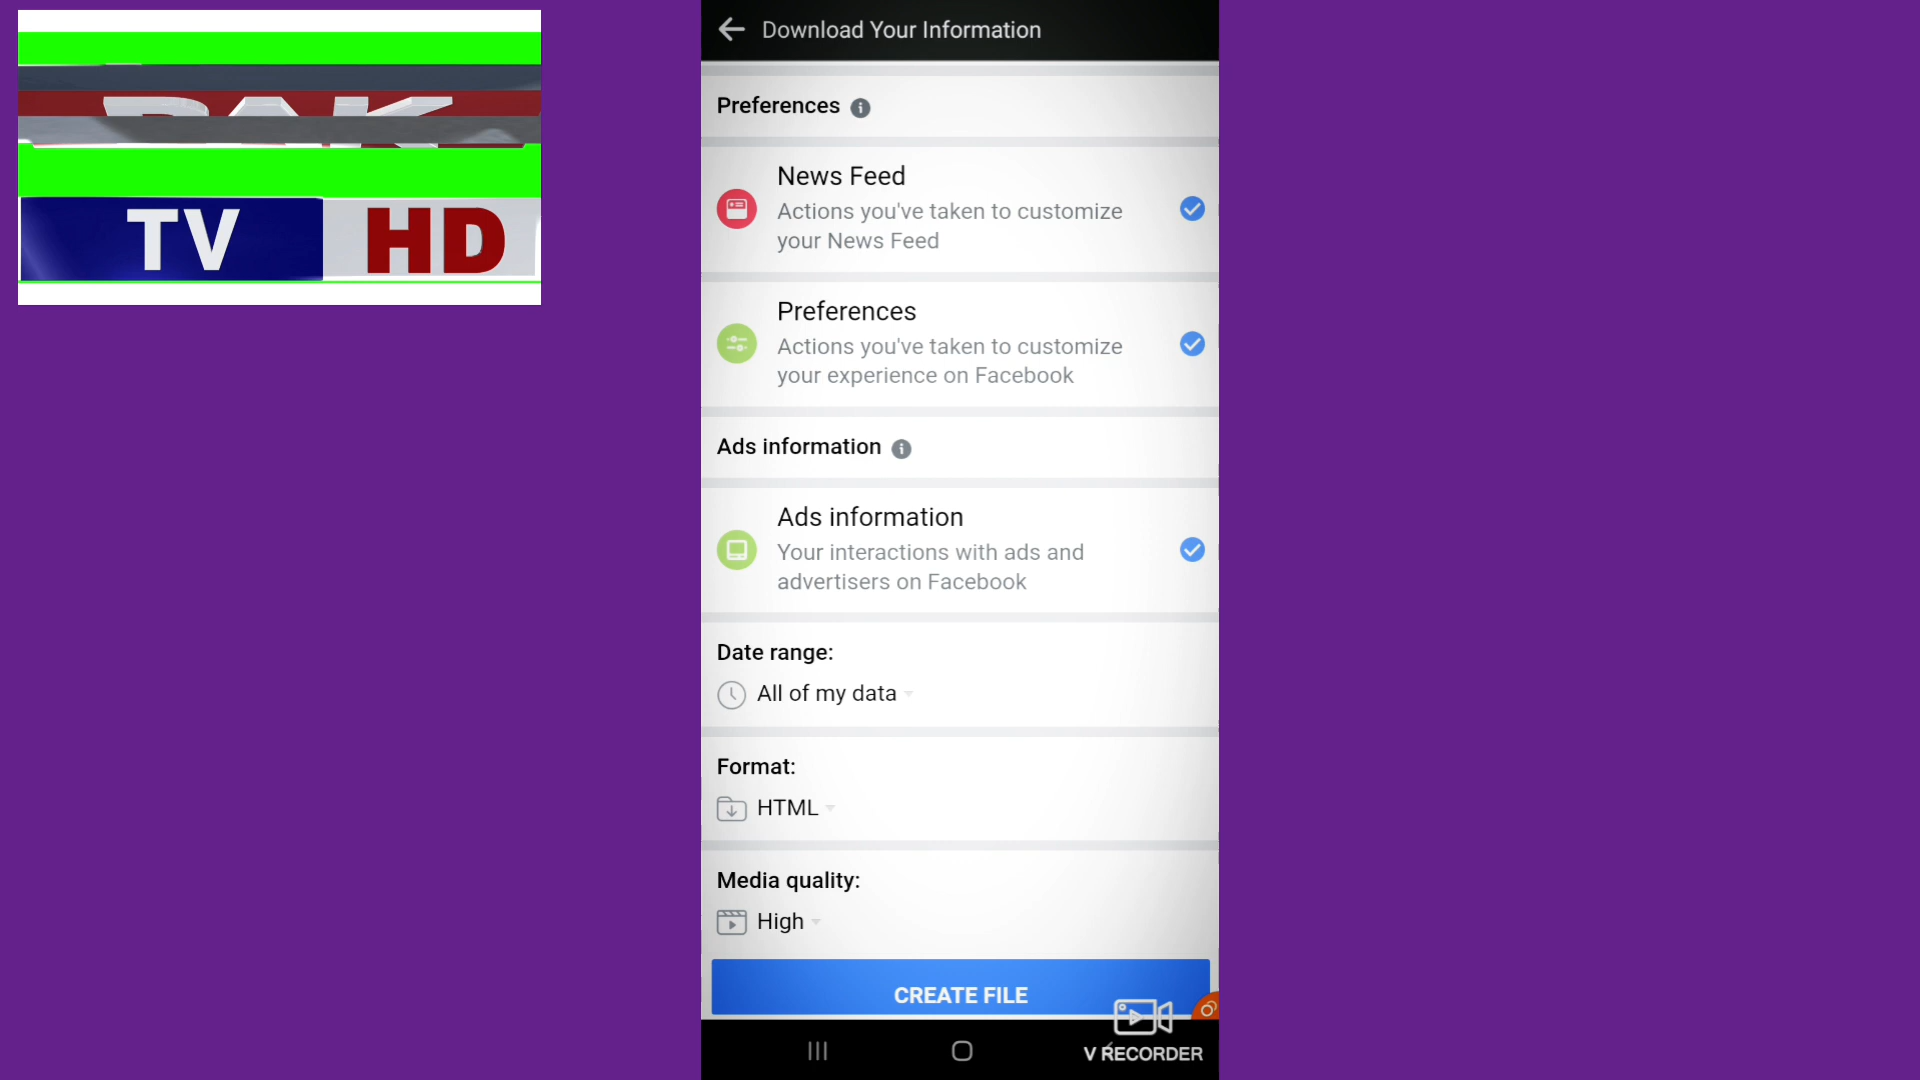 TV HD
Download Your Information
Preferences
News Feed
Actions you've taken to customize
your News Feed
Preferences
Actions you've taken to customize
your experience on Facebook
Ads information
Ads information
Your interactions with ads and
advertisers on Facebook
Date range:
All of my data
Format:
HTML
Media quality:
High
CREATE FILE
V RECORDER